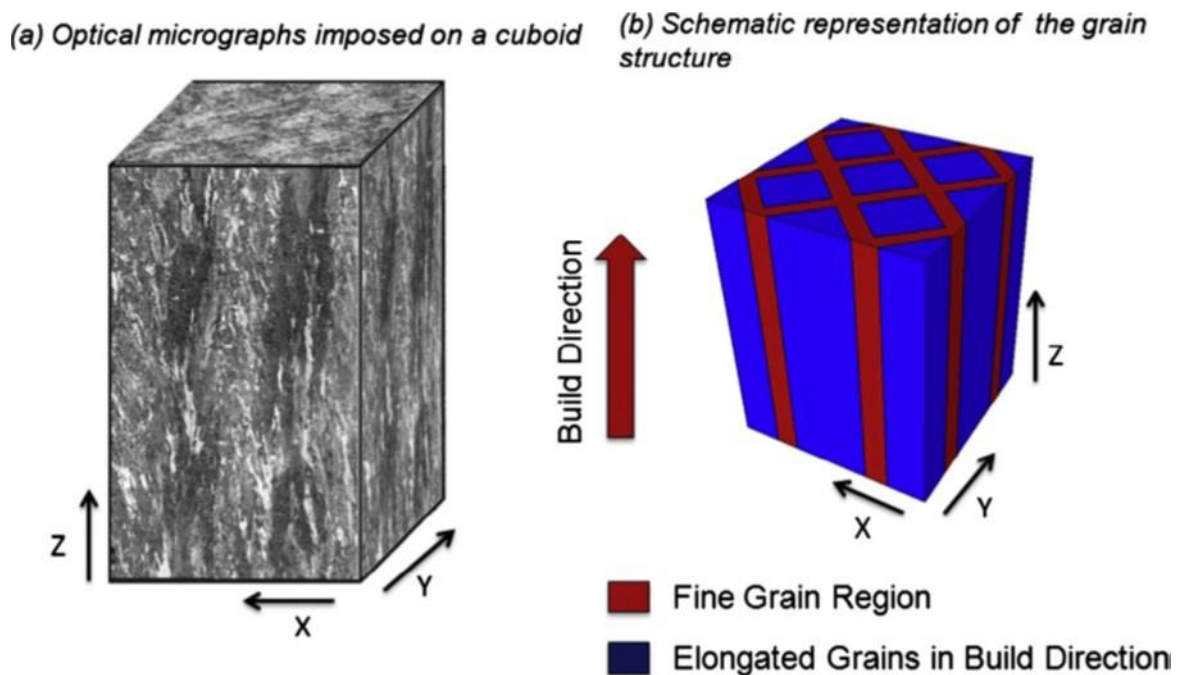 (a) Optical micrographs imposed on a cuboid
(b) Schematic representation of the grain
structure
Build Direction
Z
X
Y
Z
X
Y
Fine Grain Region
Elongated Grains in Build Direction